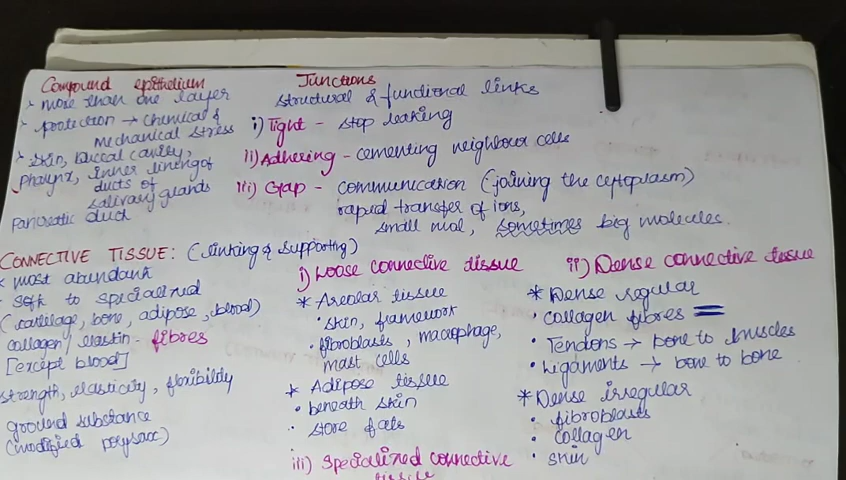 Compound epithelium
> more than one layer
> protection → chemical &
mechanical stress
> skin, buccal cavity,
Pharynx, inner lining of
ducts of
salivary glands
Pancreatic duct
Junctions
structural & functional links
i) Tight - stop leaking
ii) Adhering - cementing neighbour cells
iii) Gap - communication (joining the cytoplasm)
rapid transfer of ions,
small mol, sometimes big molecules.
CONNECTIVE TISSUE: (linking & supporting)
most abundant
soft to specialized
(cartilage, bone, adipose, blood)
collagen/elastin - fibres
[except blood]
strength, elasticity, flexibility
ground substance
(modified polysacc)
i) Loose connective tissue
* Areolar tissue
• skin, framework
• fibroblasts, macrophage,
mast cells
* Adipose tissue
• beneath skin
• store fats
iii) Specialized connective
tissue
ii) Dense connective tissue
* Dense regular
• collagen fibres =
• Tendons → bone to muscles
• Ligaments → bone to bone
* Dense irregular
• fibroblasts
• collagen
• skin